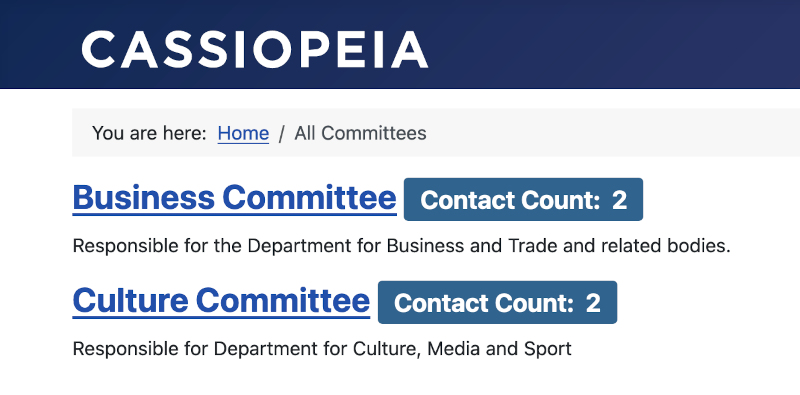 CASSIOPEIA
You are here: Home / All Committees
Business Committee Contact Count: 2
Responsible for the Department for Business and Trade and related bodies.
Culture Committee Contact Count: 2
Responsible for Department for Culture, Media and Sport